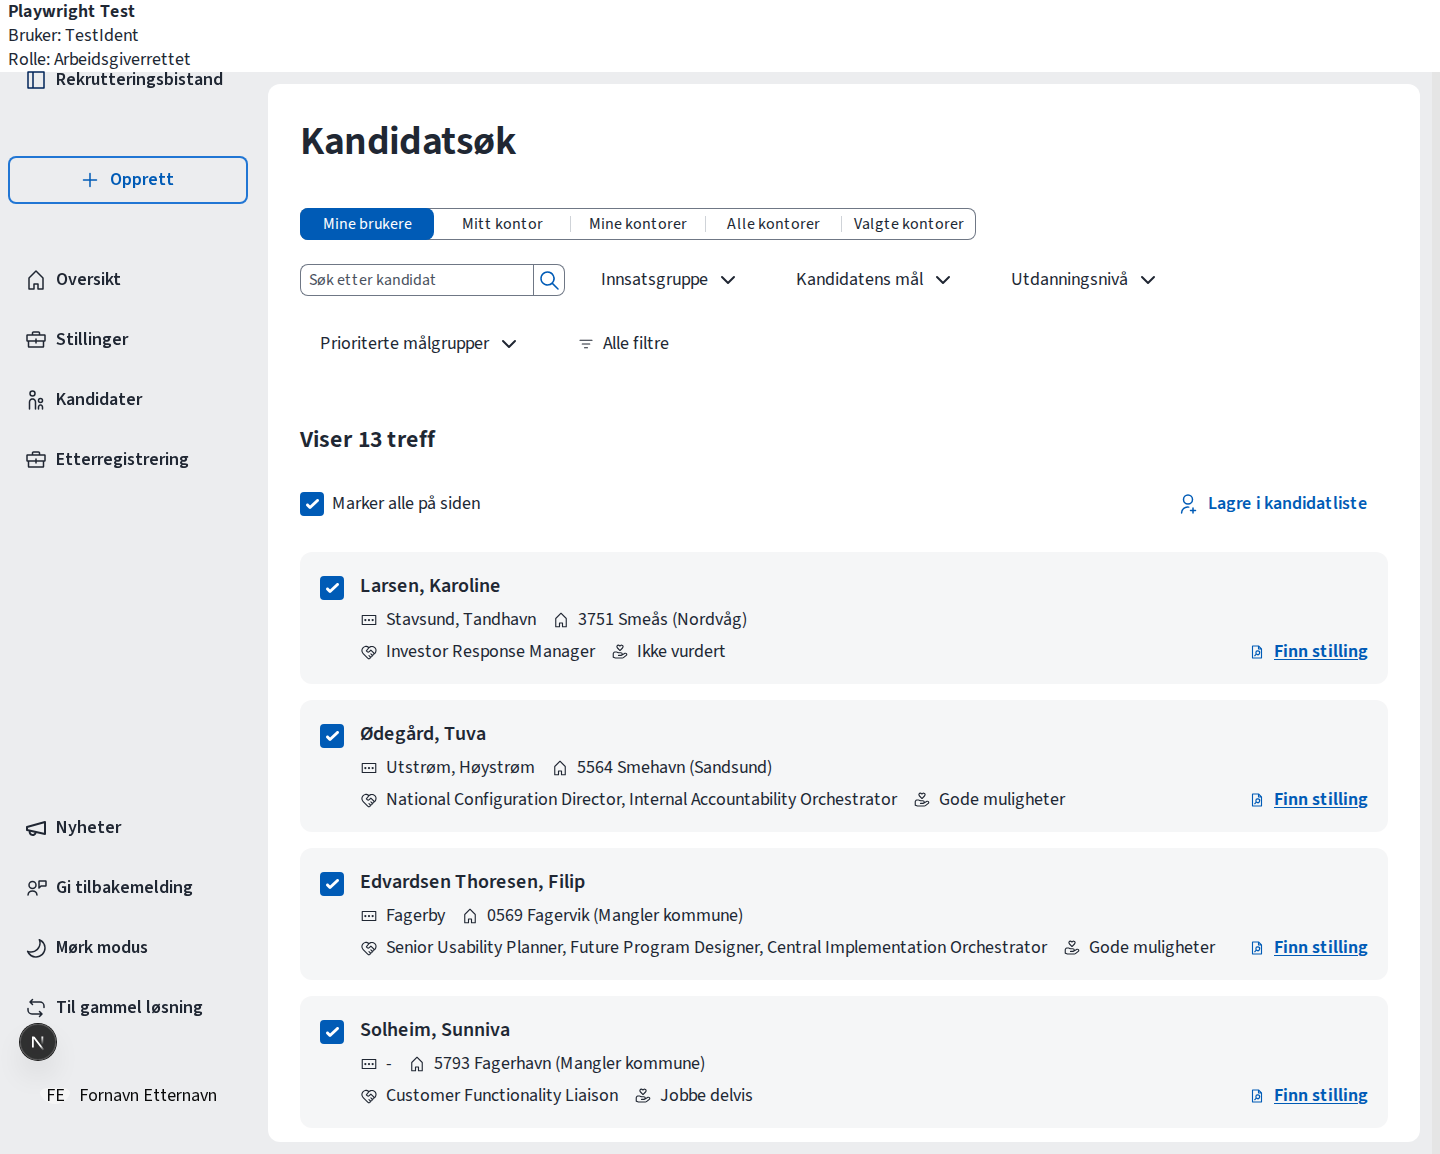 Playwright Test
Bruker: TestIdent
Rolle: Arbeidsgiverrettet
Rekrutteringsbistand
Opprett
Oversikt
Stillinger
Kandidater
Etterregistrering
Nyheter
Gi tilbakemelding
Mørk modus
Til gammel løsning
N
FE Fornavn Etternavn
Kandidatsøk
Mine brukere Mitt kontor Mine kontorer Alle kontorer Valgte kontorer
Søk etter kandidat Innsatsgruppe Kandidatens mål Utdanningsnivå
Prioriterte målgrupper Alle filtre
Viser 13 treff
Marker alle på siden Lagre i kandidatliste
Larsen, Karoline
Stavsund, Tandhavn 3751 Smeås (Nordvåg)
Investor Response Manager Ikke vurdert Finn stilling
Ødegård, Tuva
Utstrøm, Høystrøm 5564 Smehavn (Sandsund)
National Configuration Director, Internal Accountability Orchestrator Gode muligheter Finn stilling
Edvardsen Thoresen, Filip
Fagerby 0569 Fagervik (Mangler kommune)
Senior Usability Planner, Future Program Designer, Central Implementation Orchestrator Gode muligheter Finn stilling
Solheim, Sunniva
- 5793 Fagerhavn (Mangler kommune)
Customer Functionality Liaison Jobbe delvis Finn stilling